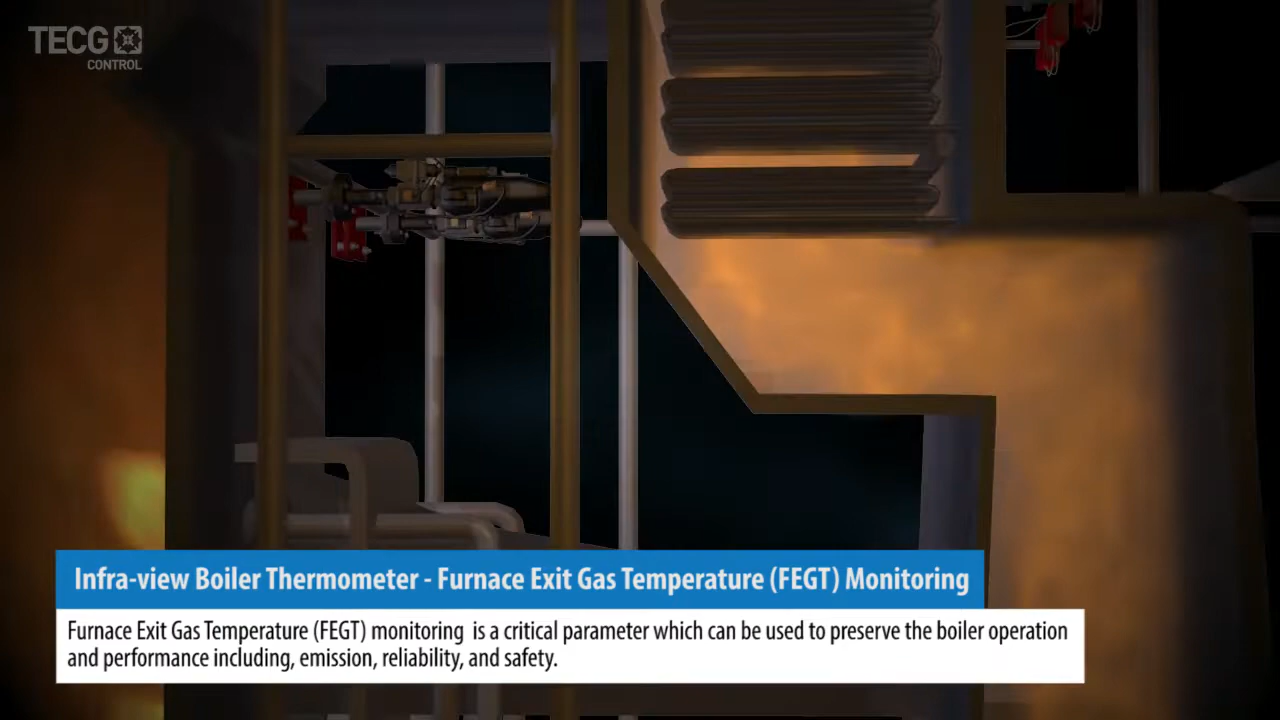 TECG
CONTROL
Infra-view Boiler Thermometer - Furnace Exit Gas Temperature (FEGT) Monitoring
Furnace Exit Gas Temperature (FEGT) monitoring  is a critical parameter which can be used to preserve the boiler operation
and performance including, emission, reliability, and safety.